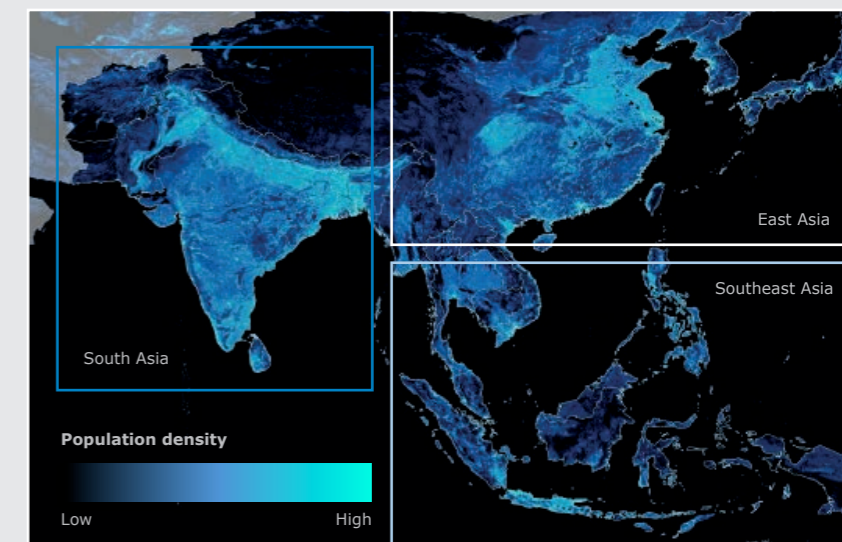 East Asia
Southeast Asia
South Asia
Population density
Low High